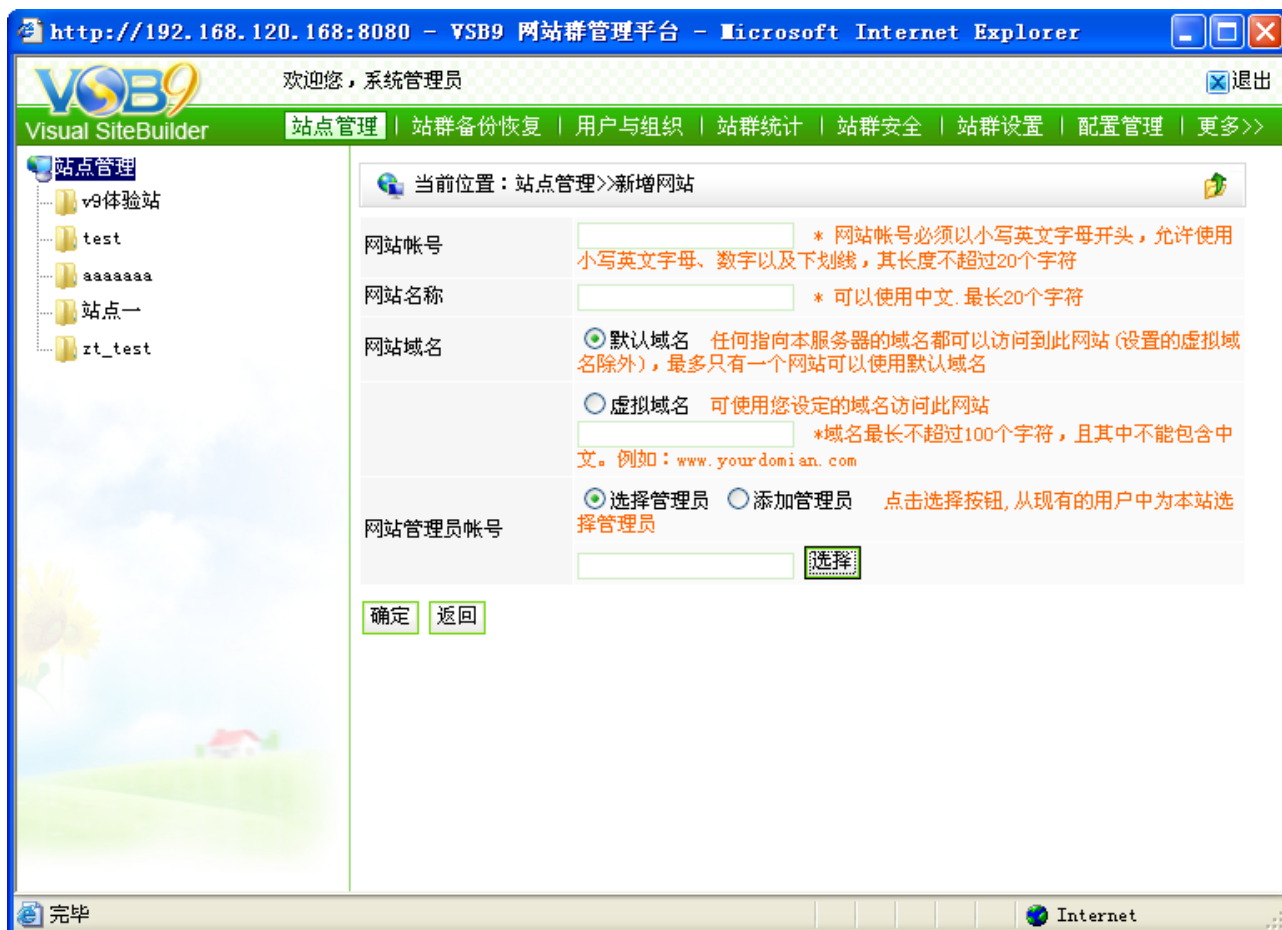 http://192.168.120.168:8080 - VSB9 网站群管理平台 - Microsoft Internet Explorer
VSB9
Visual SiteBuilder
欢迎您，系统管理员
退出
站点管理 | 站群备份恢复 | 用户与组织 | 站群统计 | 站群安全 | 站群设置 | 配置管理 | 更多>>
站点管理
v9体验站
test
aaaaaaa
站点一
zt_test
当前位置：站点管理>>新增网站
网站帐号
* 网站帐号必须以小写英文字母开头，允许使用
小写英文字母、数字以及下划线，其长度不超过20个字符
网站名称
* 可以使用中文.最长20个字符
网站域名
默认域名 任何指向本服务器的域名都可以访问到此网站(设置的虚拟域
名除外)，最多只有一个网站可以使用默认域名
虚拟域名 可使用您设定的域名访问此网站
*域名最长不超过100个字符，且其中不能包含中
文。例如：www.yourdomian.com
网站管理员帐号
选择管理员 添加管理员 点击选择按钮,从现有的用户中为本站选
择管理员
选择
确定 返回
完毕
Internet